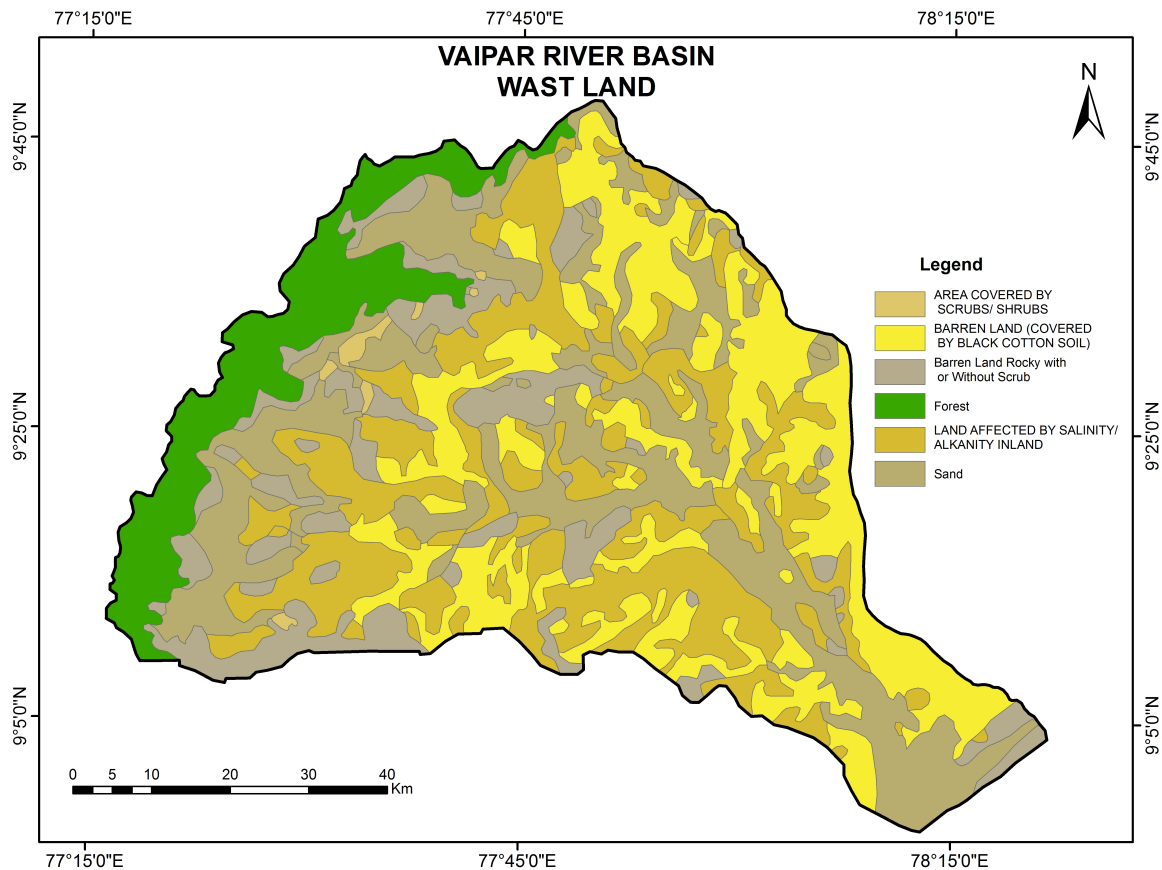 77°15'0"E 77°45'0"E 78°15'0"E
VAIPAR RIVER BASIN
WAST LAND
N
9°45'0"N 9°45'0"N
Legend
AREA COVERED BY
SCRUBS/ SHRUBS
BARREN LAND (COVERED
BY BLACK COTTON SOIL)
Barren Land Rocky with
or Without Scrub
Forest
LAND AFFECTED BY SALINITY/
ALKANITY INLAND
Sand
9°25'0"N 9°25'0"N
9°5'0"N 9°5'0"N
0 5 10 20 30 40
Km
77°15'0"E 77°45'0"E 78°15'0"E